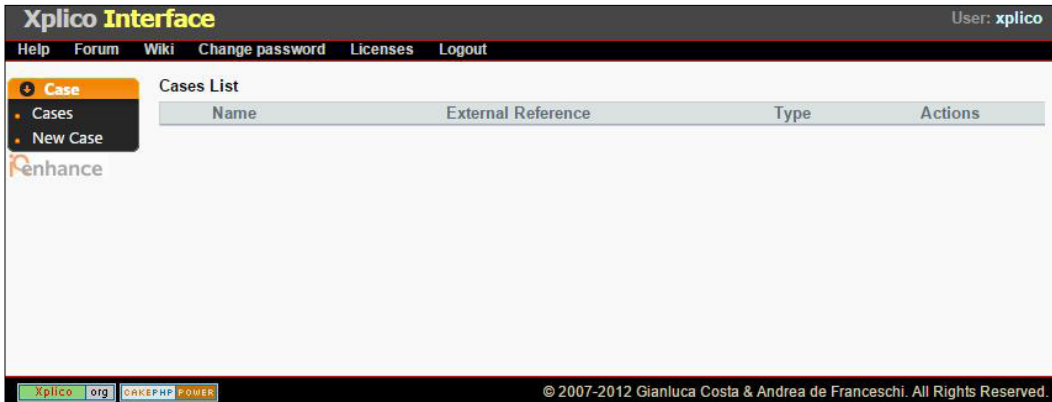 Xplico Interface User: xplico
Help Forum Wiki Change password Licenses Logout
Case
Cases
New Case
enhance
Cases List
Name External Reference Type Actions
Xplico org CAKEPHP POWER © 2007-2012 Gianluca Costa & Andrea de Franceschi. All Rights Reserved.